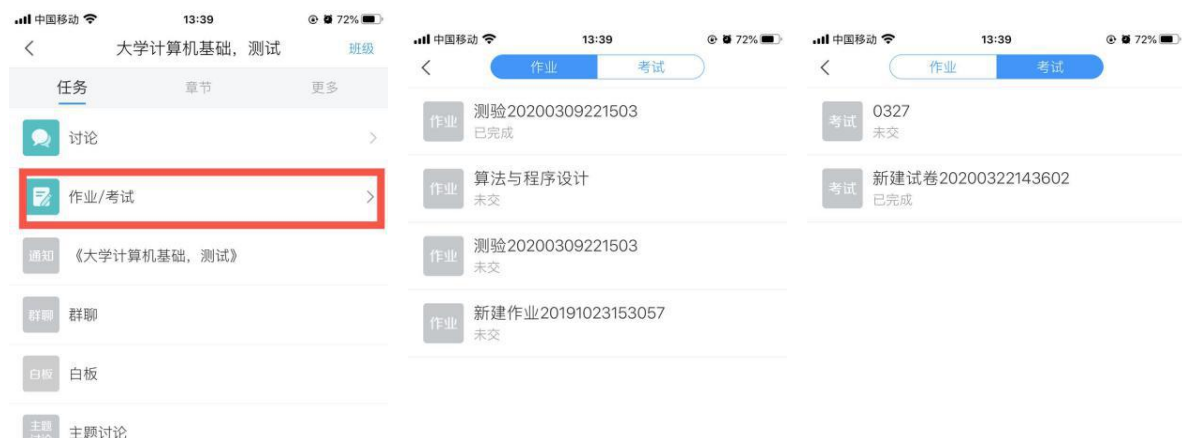 中国移动 13:39 72%
大学计算机基础，测试 班级
任务 章节 更多
讨论
作业/考试
通知 《大学计算机基础，测试》
群聊 群聊
白板 白板
主题讨论 主题讨论
中国移动 13:39 72%
作业 考试
作业 测验20200309221503
已完成
作业 算法与程序设计
未交
作业 测验20200309221503
未交
作业 新建作业20191023153057
未交
中国移动 13:39 72%
作业 考试
考试 0327
未交
考试 新建试卷20200322143602
已完成